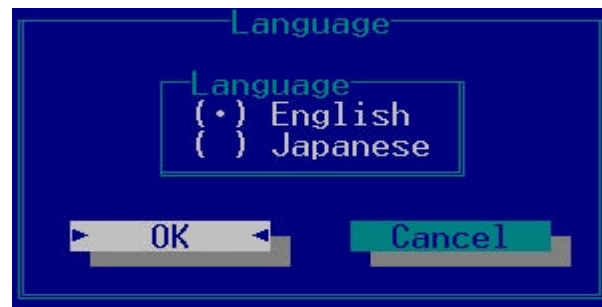 Language
Language
(•) English
( ) Japanese
► OK ◄
Cancel